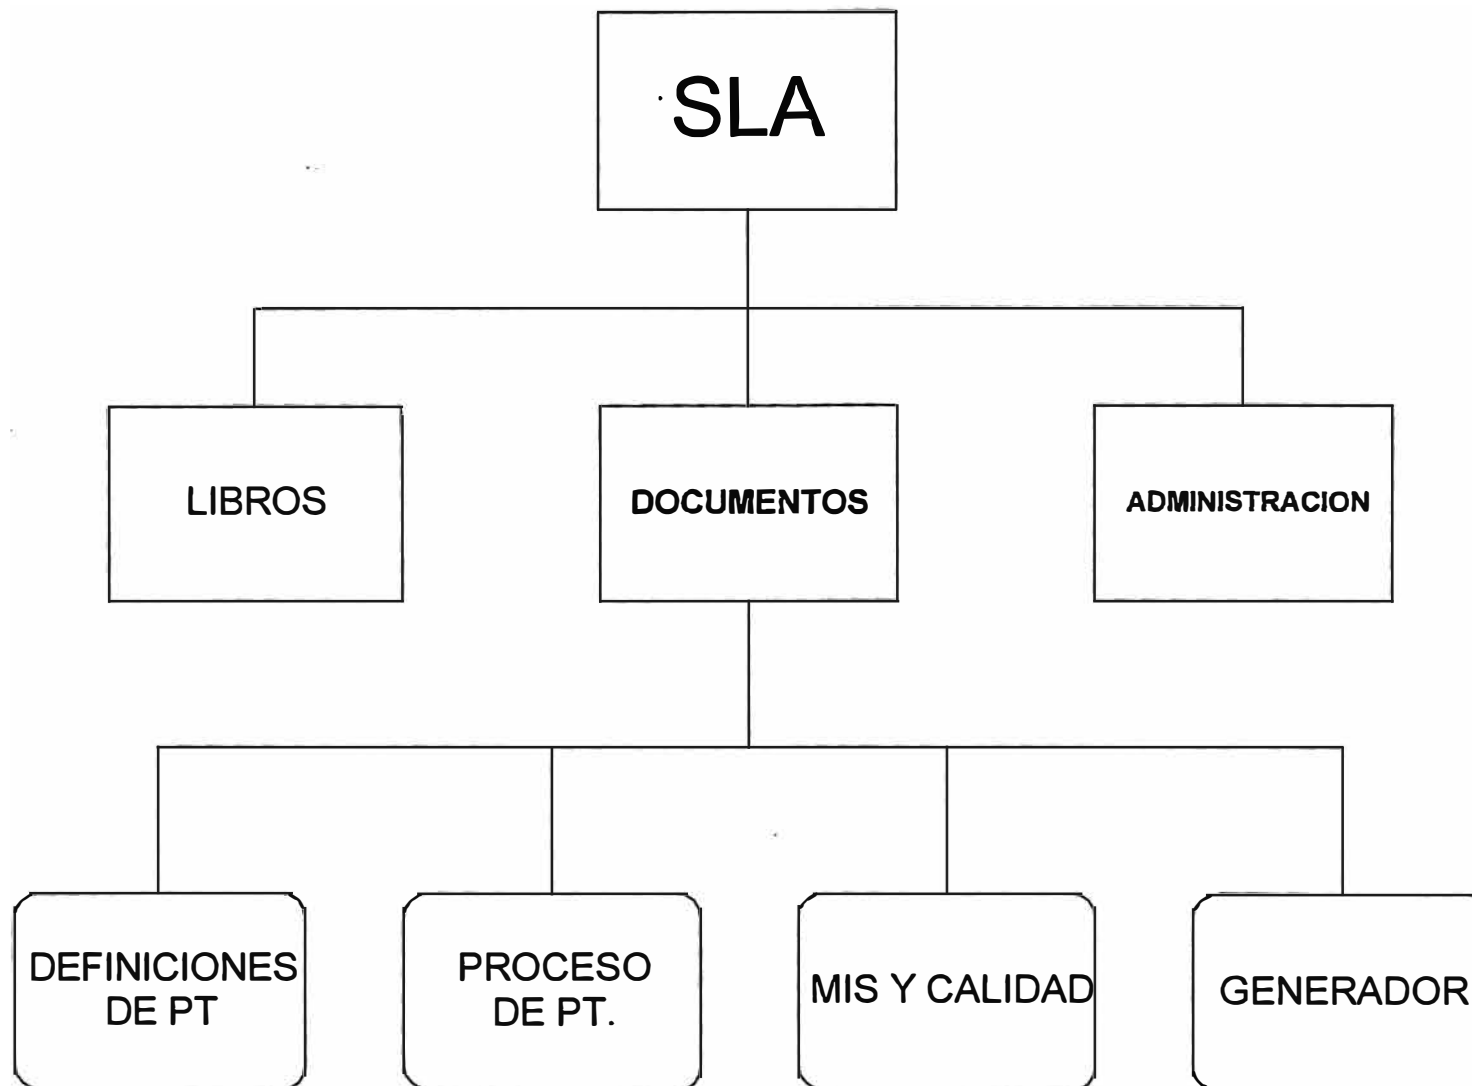 SLA
LIBROS
DOCUMENTOS
ADMINISTRACION
DEFINICIONES
DE PT
PROCESO
DE PT.
MIS Y CALIDAD
GENERADOR